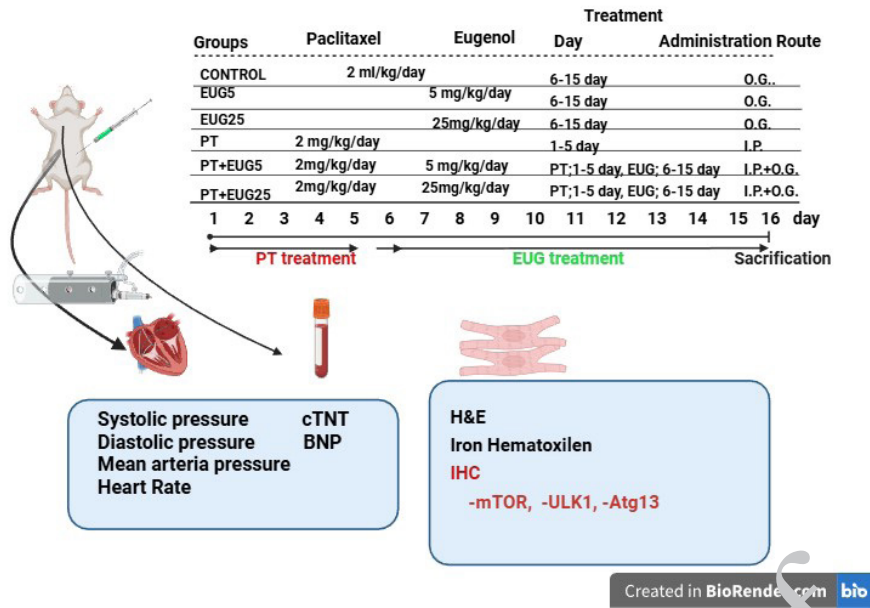 Treatment
Groups Paclitaxel Eugenol Day Administration Route
CONTROL 2 ml/kg/day 6-15 day O.G..
EUG5 5 mg/kg/day 6-15 day O.G.
EUG25 25mg/kg/day 6-15 day O.G.
PT 2 mg/kg/day 1-5 day I.P.
PT+EUG5 2mg/kg/day 5 mg/kg/day PT;1-5 day, EUG; 6-15 day I.P.+O.G.
PT+EUG25 2mg/kg/day 25mg/kg/day PT;1-5 day, EUG; 6-15 day I.P.+O.G.
1 2 3 4 5 6 7 8 9 10 11 12 13 14 15 16 day
PT treatment EUG treatment Sacrification
Systolic pressure cTNT
Diastolic pressure BNP
Mean arteria pressure
Heart Rate
H&E
Iron Hematoxilen
IHC
-mTOR, -ULK1, -Atg13
Created in BioRender.com bio